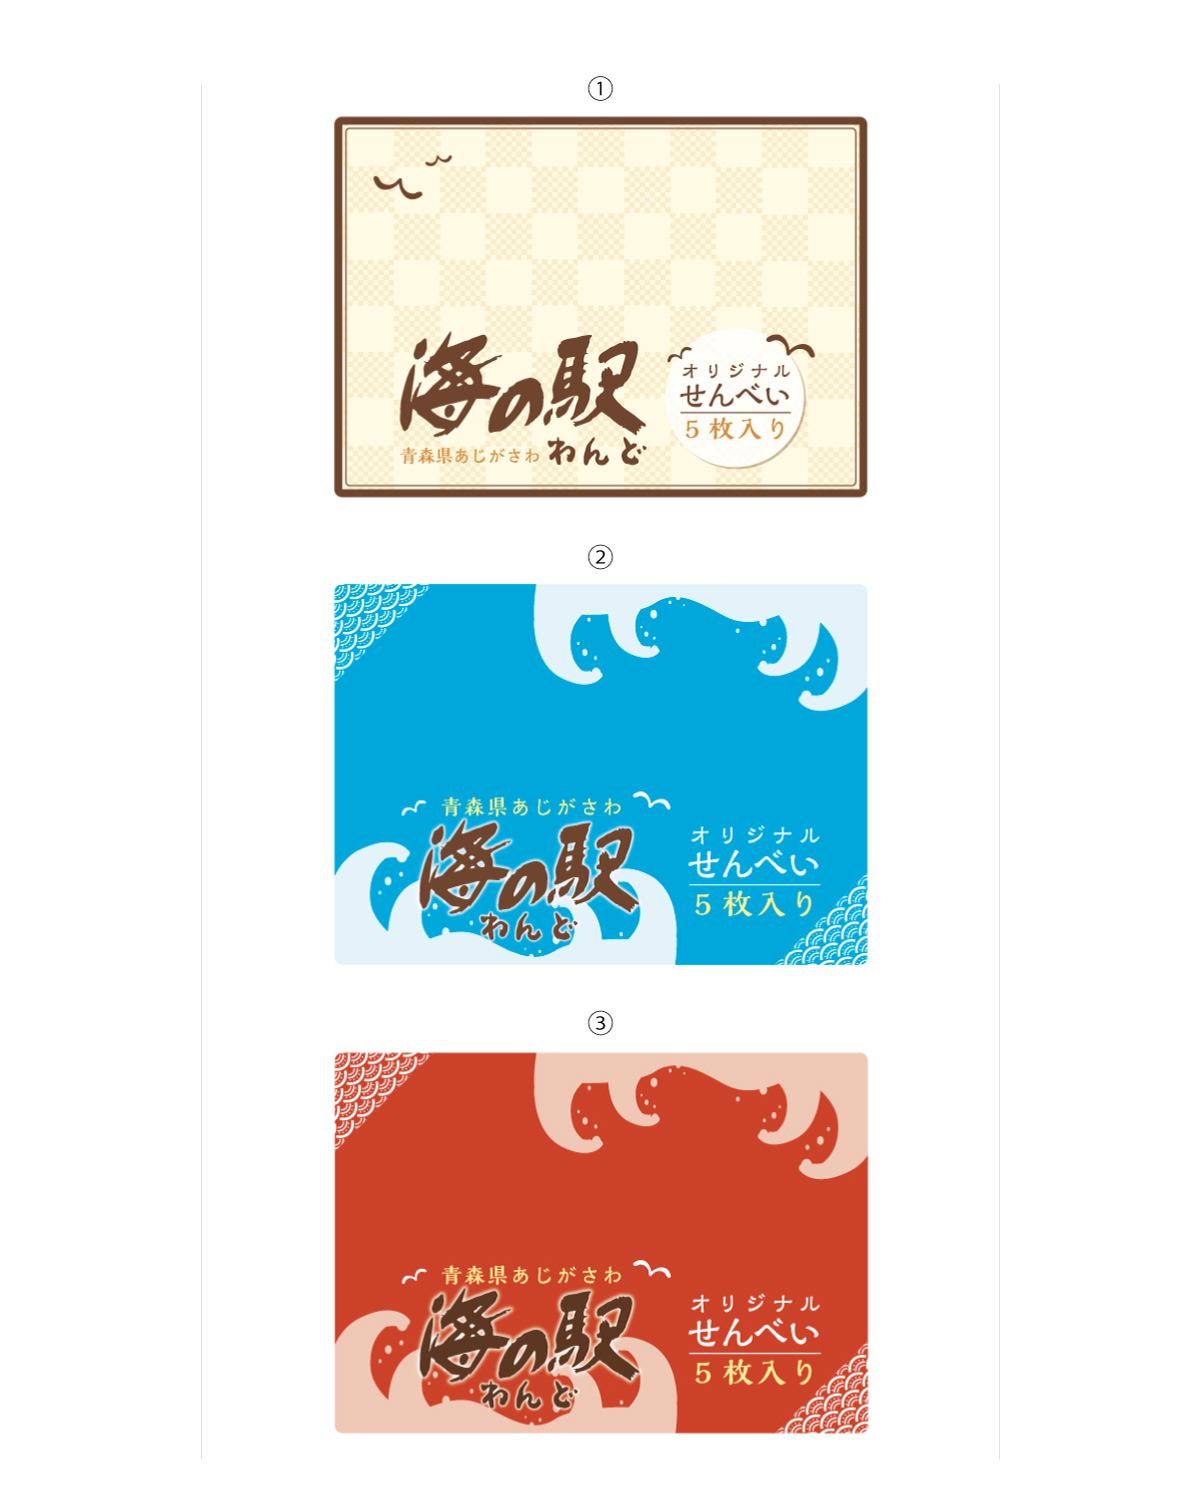 ①
海の駅
青森県あじがさわ わんど
オリジナル
せんべい
5枚入り
②
青森県あじがさわ
海の駅
わんど
オリジナル
せんべい
5枚入り
③
青森県あじがさわ
海の駅
わんど
オリジナル
せんべい
5枚入り